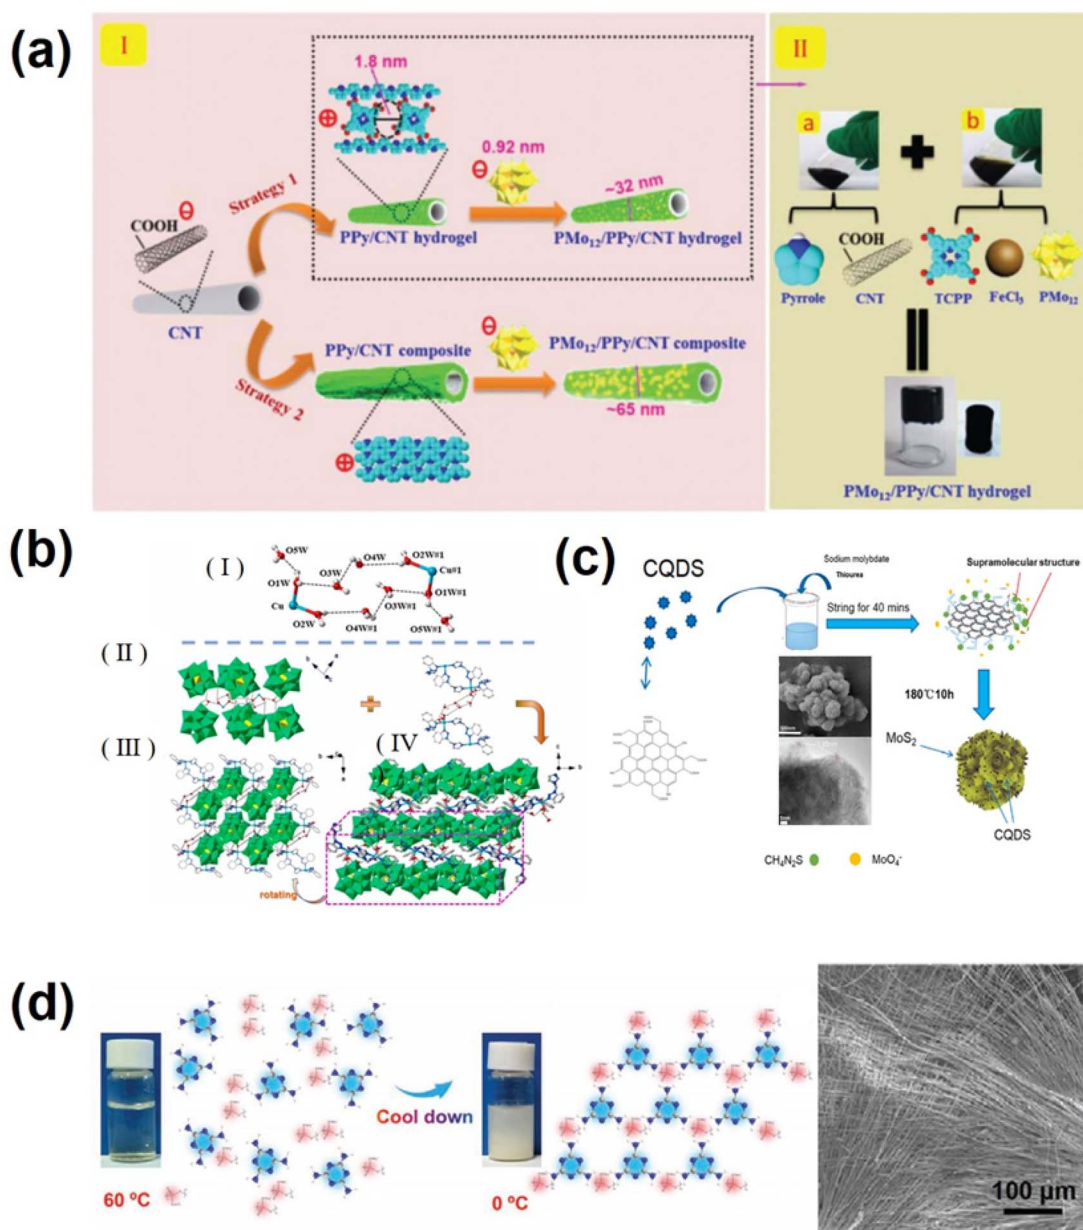 (a)
I
1.8 nm
0.92 nm
~32 nm
COOH
Strategy 1
PPy/CNT hydrogel
PMo12/PPy/CNT hydrogel
CNT
Strategy 2
PPy/CNT composite
PMo12/PPy/CNT composite
~65 nm
II
a
b
COOH
Pyrrole
CNT
TCPP
FeCl3
PMo12
PMo12/PPy/CNT hydrogel
(b)
( I )
O5W
O4W
O2W#1
O3W
Cu#1
O1W
O1W#1
Cu
O3W#1
O2W
O4W#1
O5W#1
( II )
( III )
( IV )
rotating
(c)
CQDS
Sodium molybdate
Thiourea
String for 40 mins
Supramolecular structure
180℃10h
MoS2
CQDS
CH4N2S
MoO4-
(d)
60 ºC
Cool down
0 ºC
100 µm